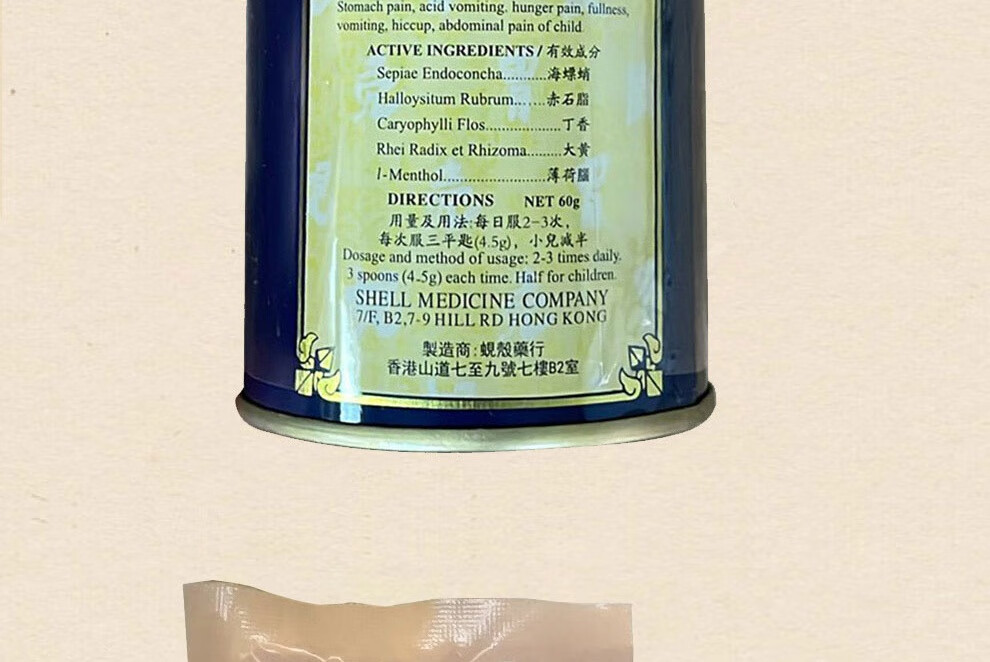 Stomach pain, acid vomiting. hunger pain, fullness,
vomiting, hiccup, abdominal pain of child
ACTIVE INGREDIENTS / 有效成分
Sepiae Endoconcha...........海螵蛸
Halloysitum Rubrum.......赤石脂
Caryophylli Flos...................丁香
Rhei Radix et Rhizoma........大黃
l-Menthol..........................薄荷腦
DIRECTIONS NET 60g
用量及用法:每日服2-3次,
每次服三平匙(4.5g), 小兒減半
Dosage and method of usage: 2-3 times daily.
3 spoons (4.5g) each time. Half for children.
SHELL MEDICINE COMPANY
7/F, B2,7-9 HILL RD HONG KONG
製造商:蜆殼藥行
香港山道七至九號七樓B2室